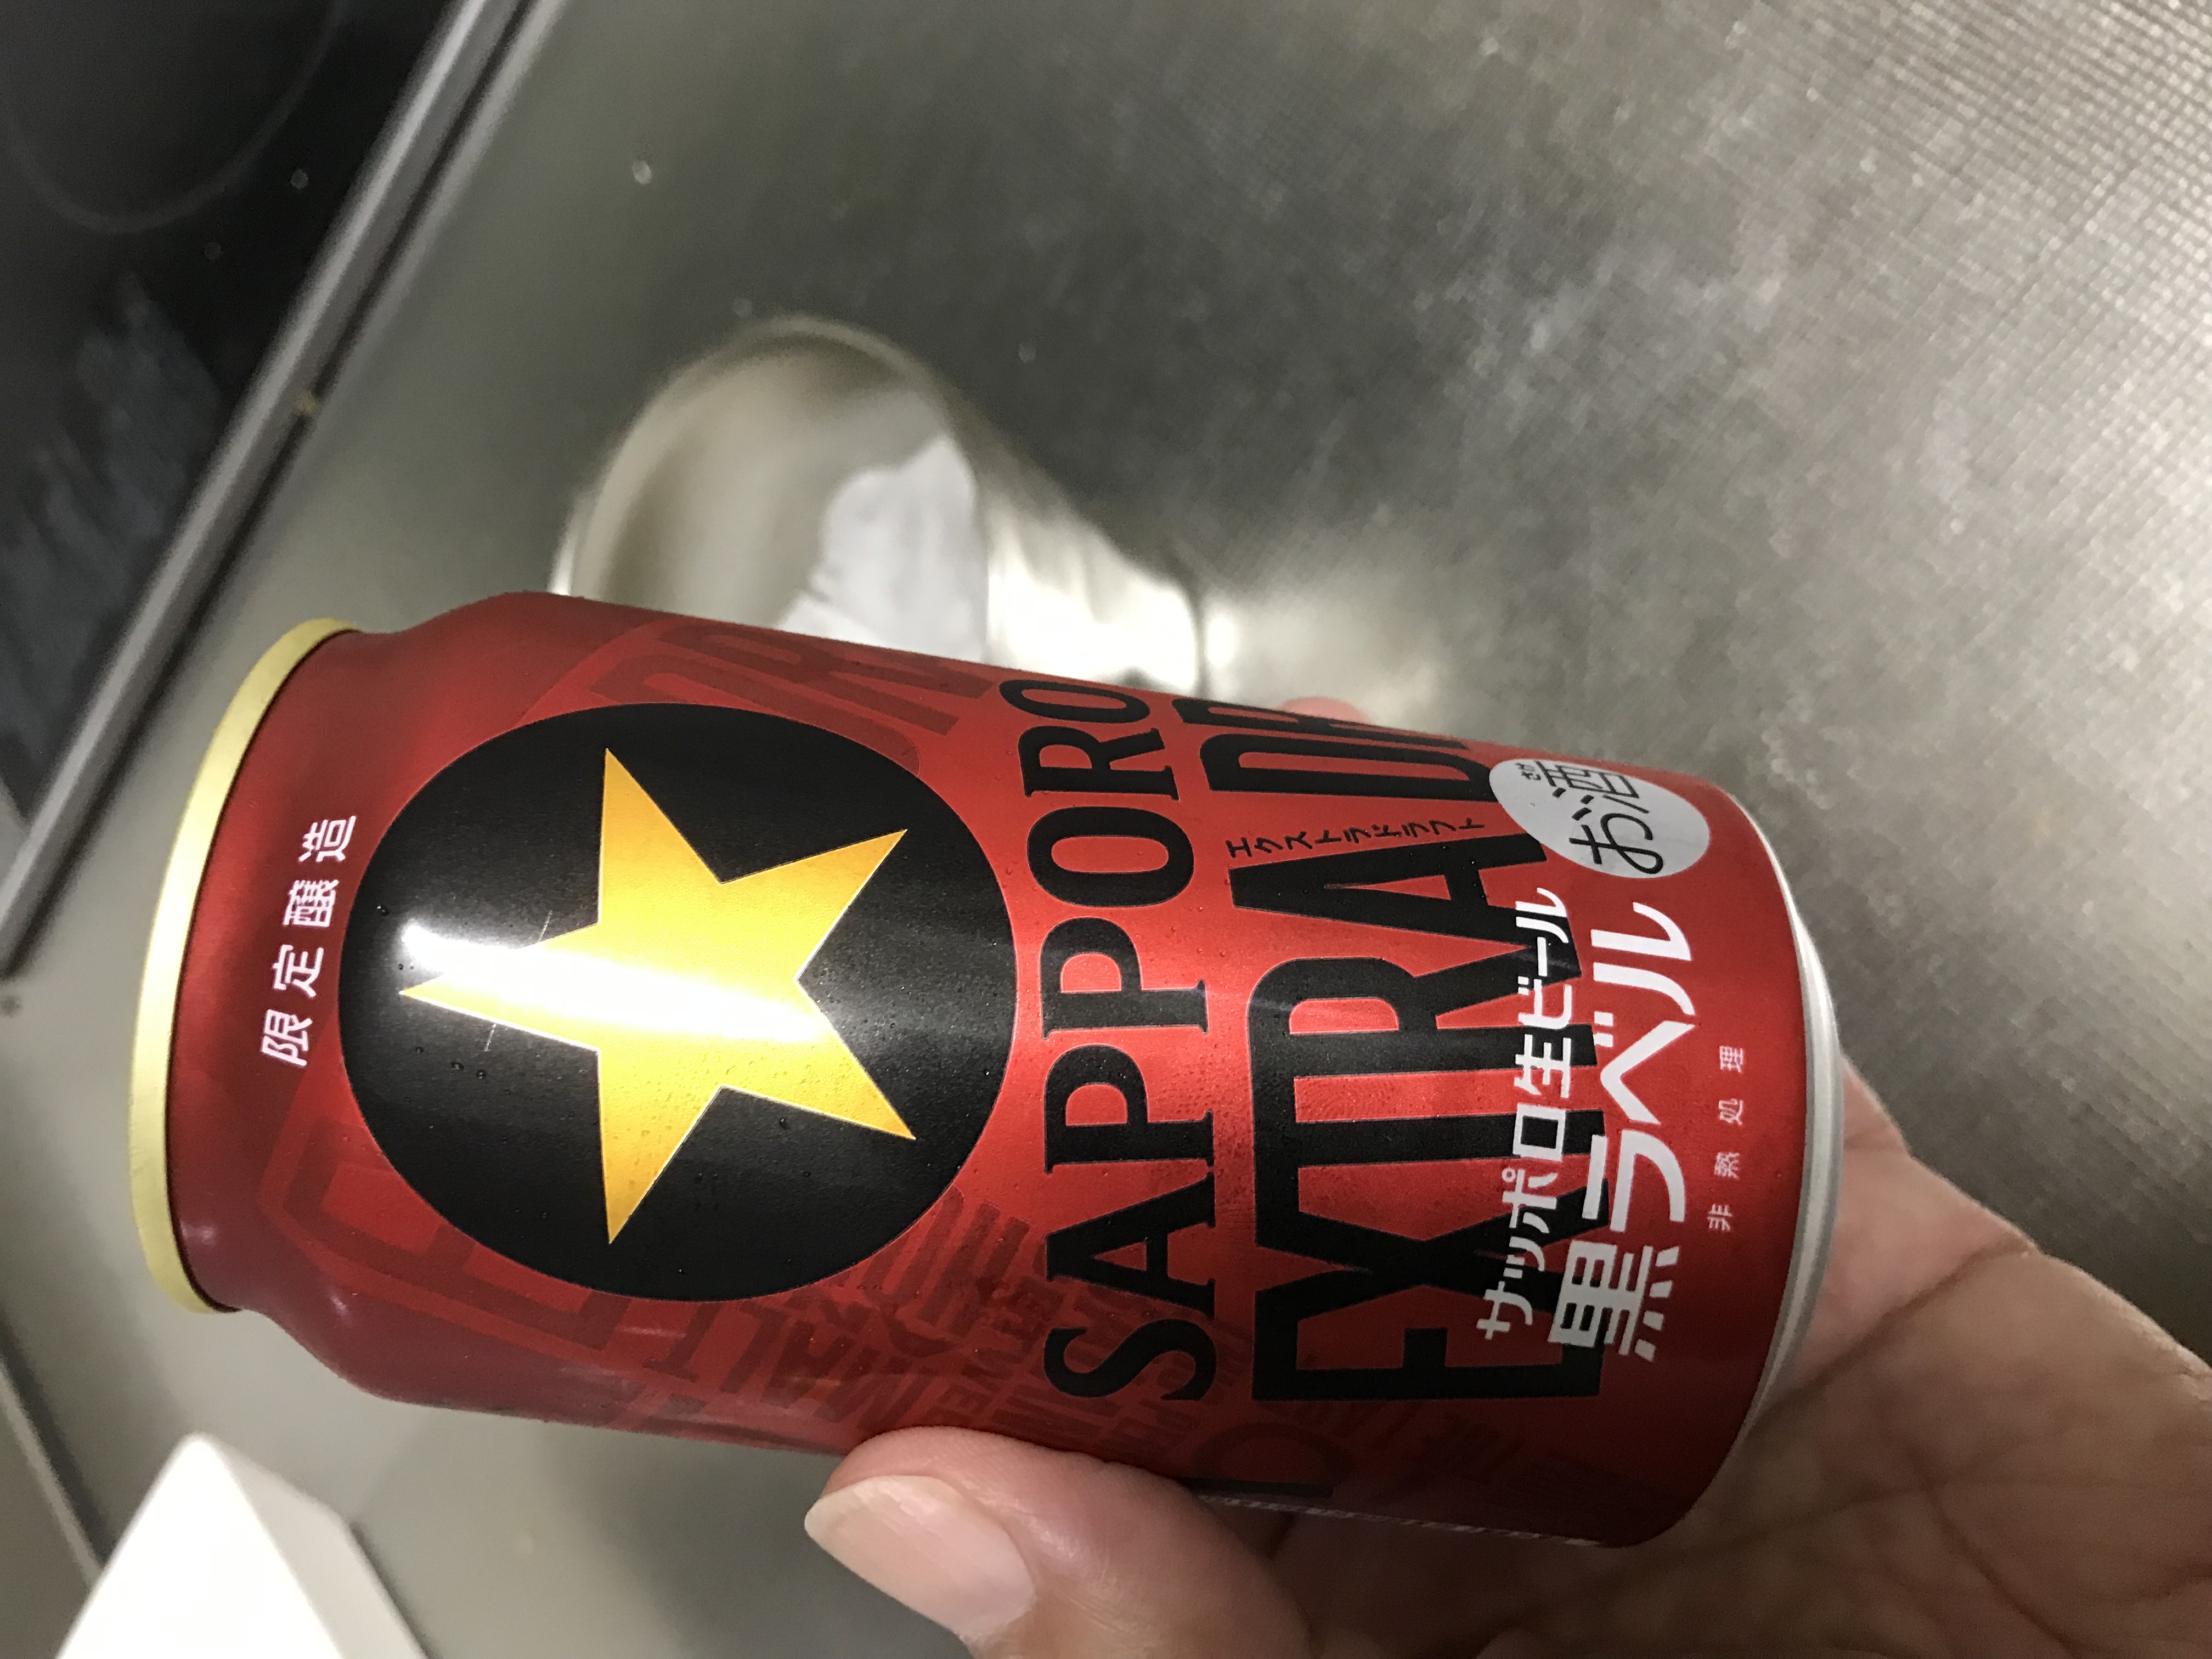 限定醸造
SAPPORO
EXTRA DR
エクストラドラフト
サッポロ生ビール
黒ラベル
さけ
お酒
非熱処理